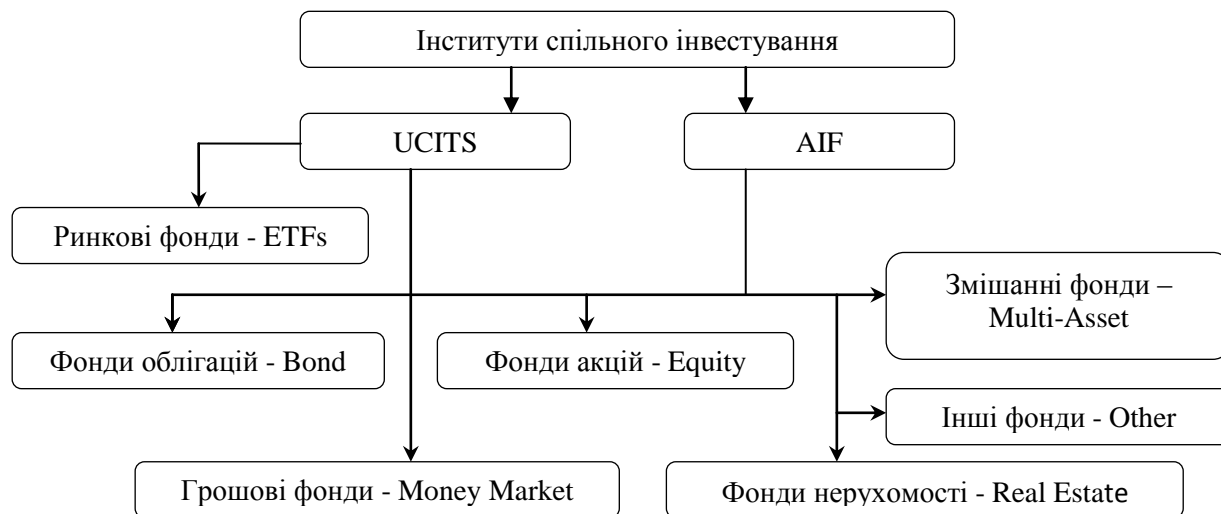 Інститути спільного інвестування
UCITS
AIF
Ринкові фонди - ETFs
Змішанні фонди –
Multi-Asset
Фонди облігацій - Bond
Фонди акцій - Equity
Інші фонди - Other
Грошові фонди - Money Market
Фонди нерухомості - Real Estate